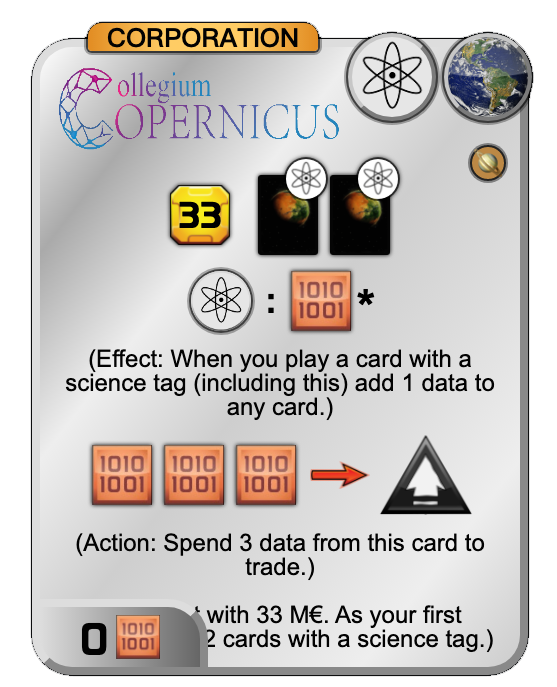 CORPORATION
Collegium
COPERNICUS
33
: 1010 1001 *
(Effect: When you play a card with a
science tag (including this) add 1 data to
any card.)
1010 1001 1010 1001 1010 1001
(Action: Spend 3 data from this card to
trade.)
with 33 M€. As your first
2 cards with a science tag.)
0 1010 1001